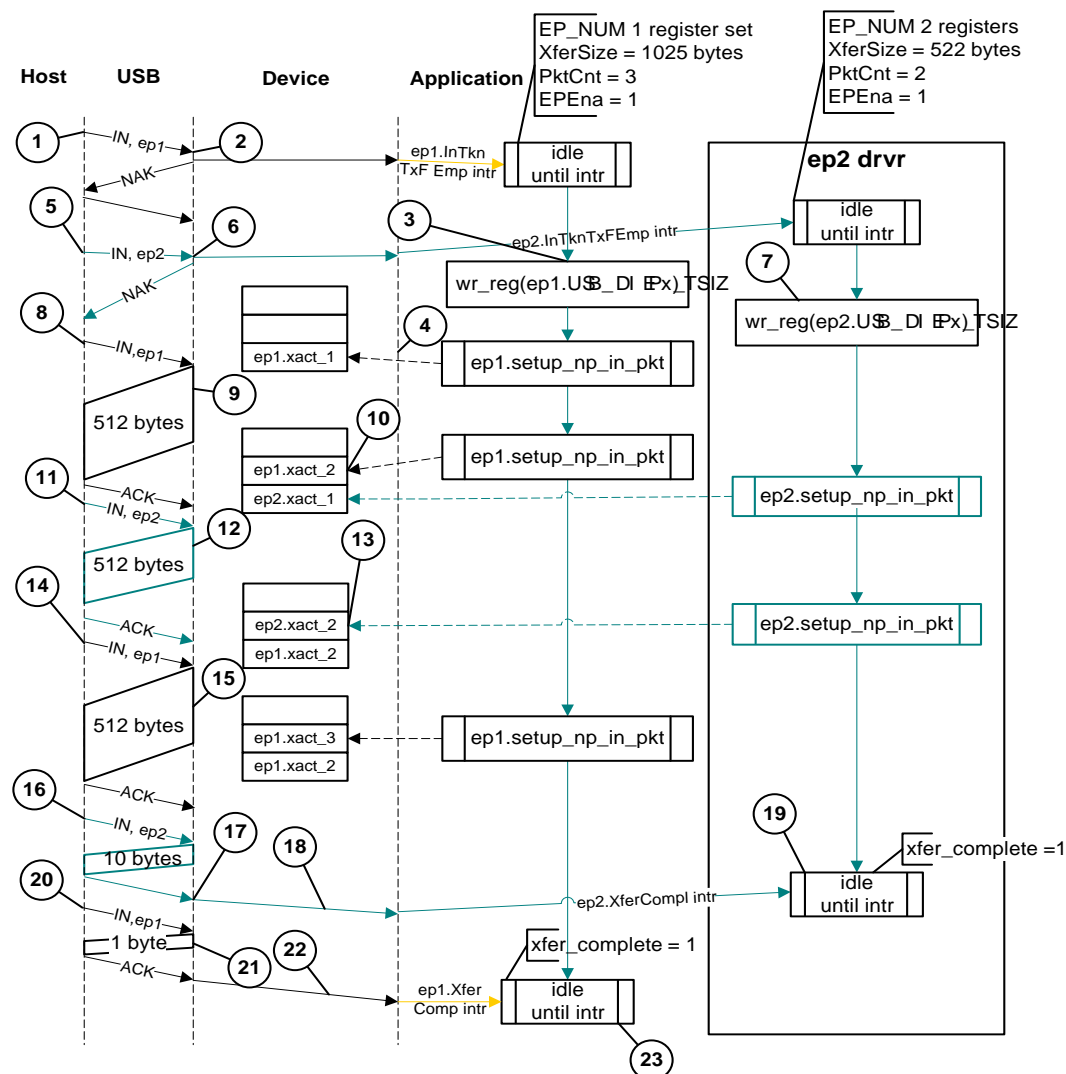 EP_NUM 1 register set
XferSize = 1025 bytes
PktCnt = 3
EPEna = 1
EP_NUM 2 registers
XferSize = 522 bytes
PktCnt = 2
EPEna = 1
Host
USB
Device
Application
1
IN, ep1
2
ep1.InTkn
TxF Emp intr
idle
until intr
ep2 drvr
NAK
5
6
3
idle
until intr
IN, ep2
ep2.InTknTxFEmp intr
7
wr_reg(ep1.USB_DIEPx)_TSIZ
NAK
8
4
wr_reg(ep2.USB_DIEPx)_TSIZ
IN,ep1
ep1.xact_1
ep1.setup_np_in_pkt
9
512 bytes
10
ep1.setup_np_in_pkt
ep1.xact_2
11
ACK
ep2.xact_1
ep2.setup_np_in_pkt
IN, ep2
12
512 bytes
13
14
ep2.xact_2
ep2.setup_np_in_pkt
ACK
IN, ep1
ep1.xact_2
15
512 bytes
ep1.xact_3
ep1.setup_np_in_pkt
ep1.xact_2
16
ACK
17
IN, ep2
18
19
xfer_complete =1
10 bytes
20
idle
until intr
ep2.XferCompl intr
IN,ep1
1 byte
21
22
xfer_complete = 1
ACK
ep1.Xfer
Comp intr
idle
until intr
23